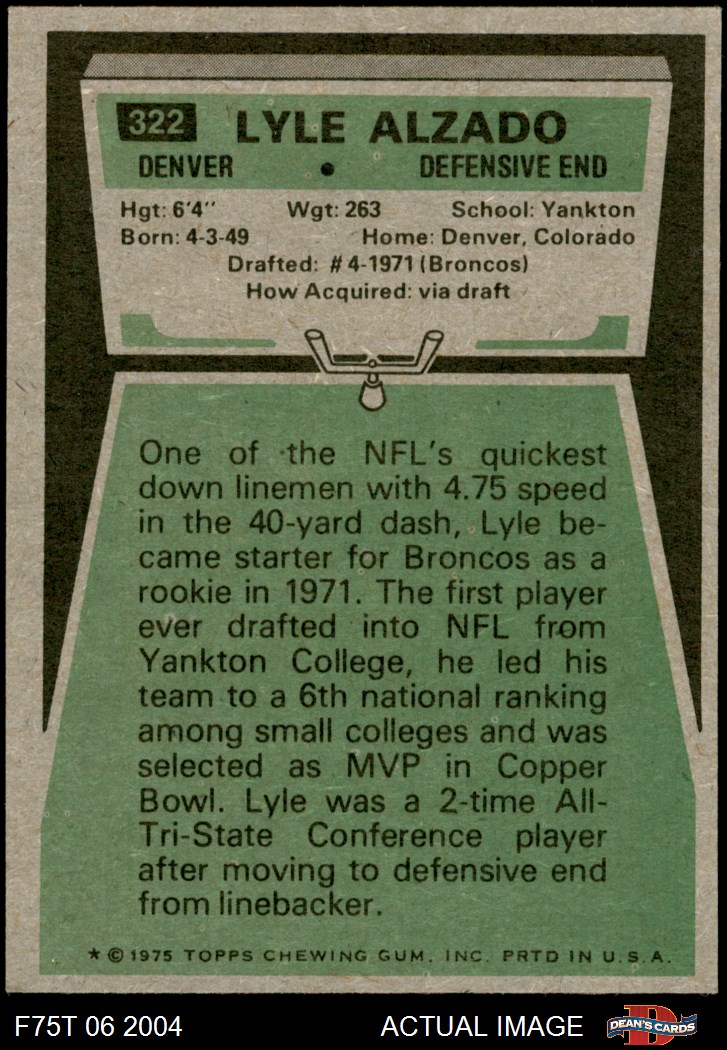 322 LYLE ALZADO
DENVER • DEFENSIVE END
Hgt: 6'4" Wgt: 263 School: Yankton
Born: 4-3-49 Home: Denver, Colorado
Drafted: #4-1971 (Broncos)
How Acquired: via draft
One of the NFL's quickest
down linemen with 4.75 speed
in the 40-yard dash, Lyle be-
came starter for Broncos as a
rookie in 1971. The first player
ever drafted into NFL from
Yankton College, he led his
team to a 6th national ranking
among small colleges and was
selected as MVP in Copper
Bowl. Lyle was a 2-time All-
Tri-State Conference player
after moving to defensive end
from linebacker.
* © 1975 TOPPS CHEWING GUM, INC. PRTD IN U.S.A.
F75T 06 2004 ACTUAL IMAGE DEAN'S CARDS